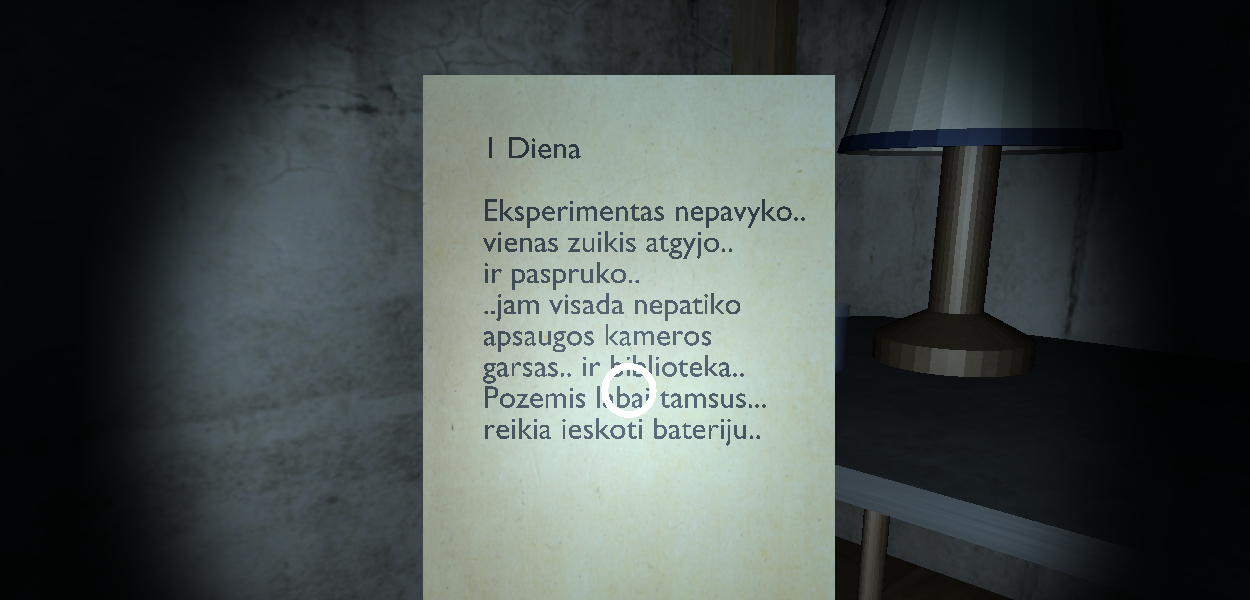 1 Diena
Eksperimentas nepavyko..
vienas zuikis atgyjo..
ir paspruko..
..jam visada nepatiko
apsaugos kameros
garsas.. ir biblioteka..
Pozemis labai tamsus...
reikia ieskoti bateriju..